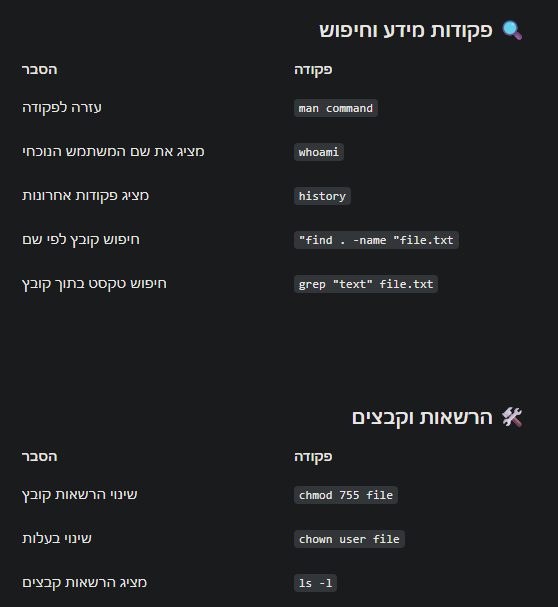 🔍 פקודות מידע וחיפוש
פקודה הסבר
man command עזרה לפקודה
whoami מציג את שם המשתמש הנוכחי
history מציג פקודות אחרונות
"find . -name "file.txt חיפוש קובץ לפי שם
grep "text" file.txt חיפוש טקסט בתוך קובץ
🛠️ הרשאות וקבצים
פקודה הסבר
chmod 755 file שינוי הרשאות קובץ
chown user file שינוי בעלות
ls -l מציג הרשאות קבצים